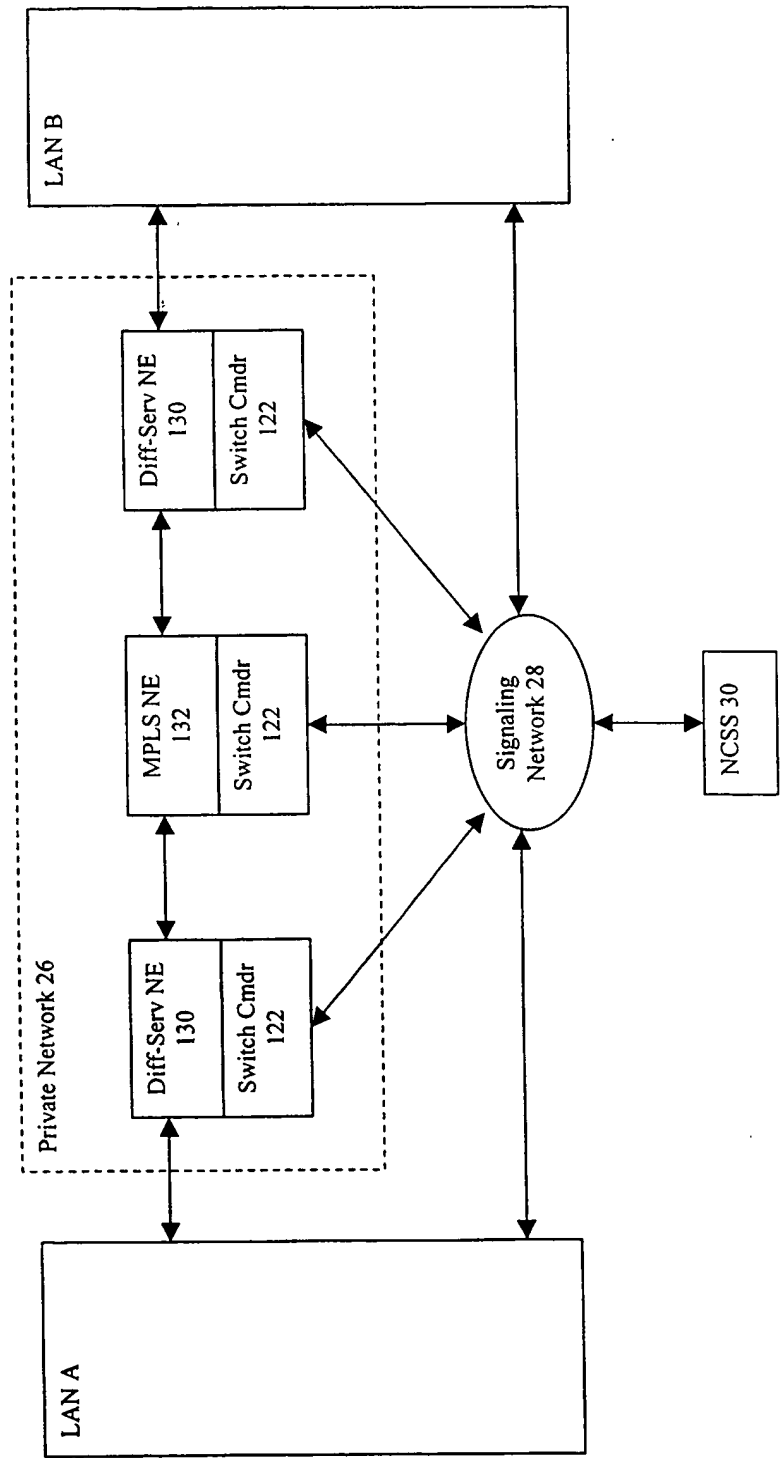 LAN A
Private Network 26
Diff-Serv NE
130
Switch Cmdr
122
MPLS NE
132
Switch Cmdr
122
Diff-Serv NE
130
Switch Cmdr
122
LAN B
Signaling
Network 28
NCSS 30